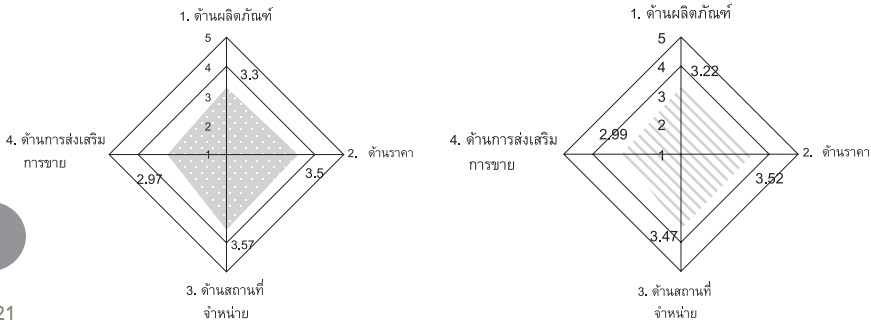 1. ด้านผลิตภัณฑ์
5
4
3.3
3
2
4. ด้านการส่งเสริม
การขาย
1
2. ด้านราคา
2.97
3.5
3.57
3. ด้านสถานที่
จำหน่าย
1. ด้านผลิตภัณฑ์
5
4
3.22
3
2
2.99
4. ด้านการส่งเสริม
การขาย
1
2. ด้านราคา
3.52
3.47
3. ด้านสถานที่
จำหน่าย
21